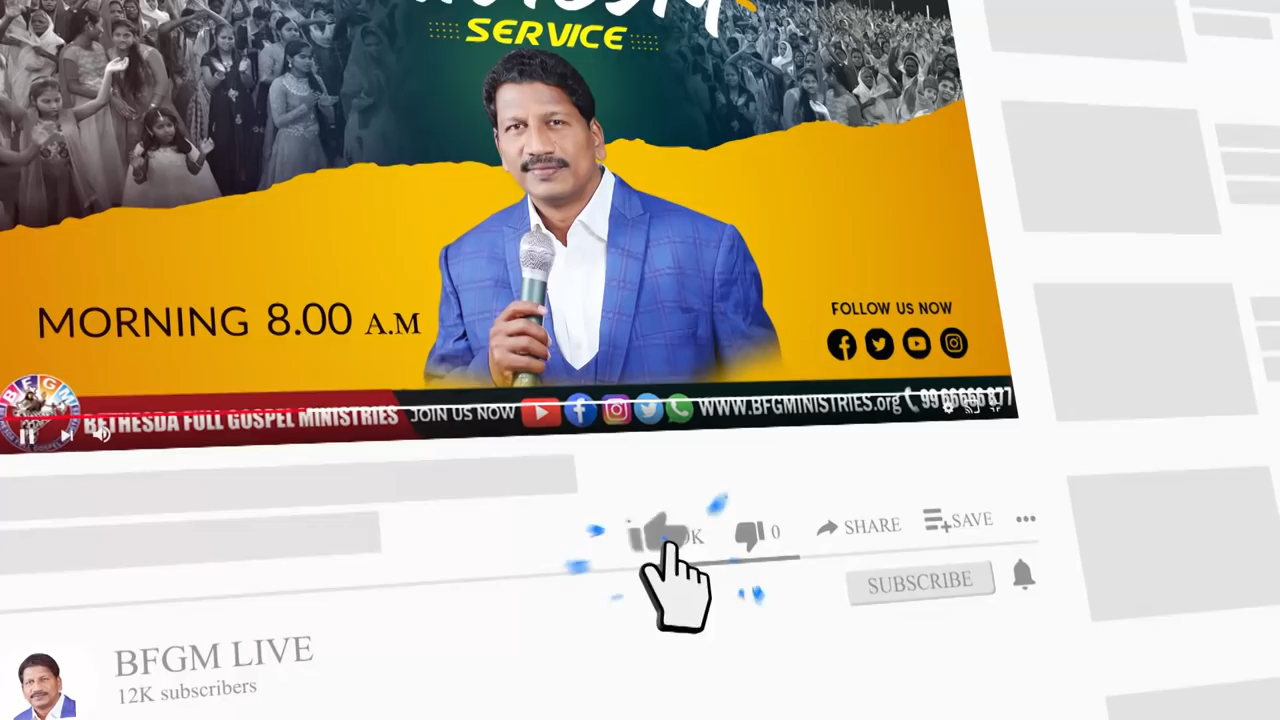 SERVICE
MORNING 8.00 A.M
FOLLOW US NOW
BFGM
BETHESDA FULL GOSPEL MINISTRIES JOIN US NOW WWW.BFGMINISTRIES.org
K 0 SHARE SAVE
SUBSCRIBE
BFGM LIVE
12K subscribers